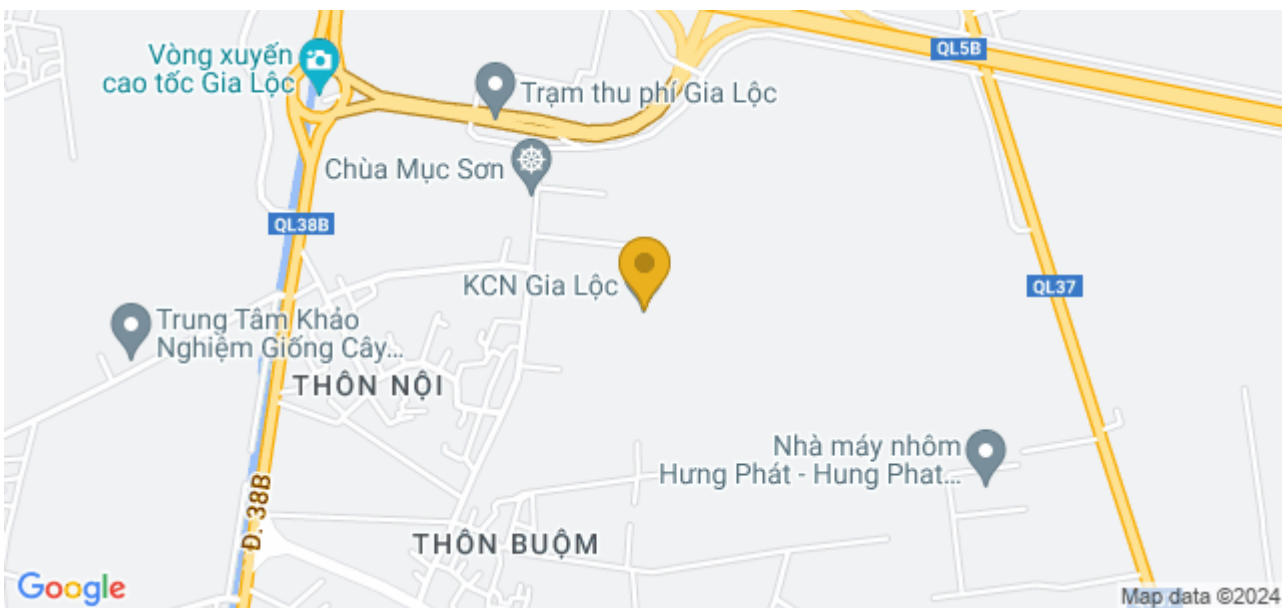 Vòng xuyến
cao tốc Gia Lộc
QL5B
Trạm thu phí Gia Lộc
Chùa Mục Sơn
QL38B
KCN Gia Lộc
QL37
Trung Tâm Khảo
Nghiệm Giống Cây...
THÔN NỘI
Nhà máy nhôm
Hưng Phát - Hung Phat...
Đ. 38B
THÔN BUỘM
Google
Map data ©2024